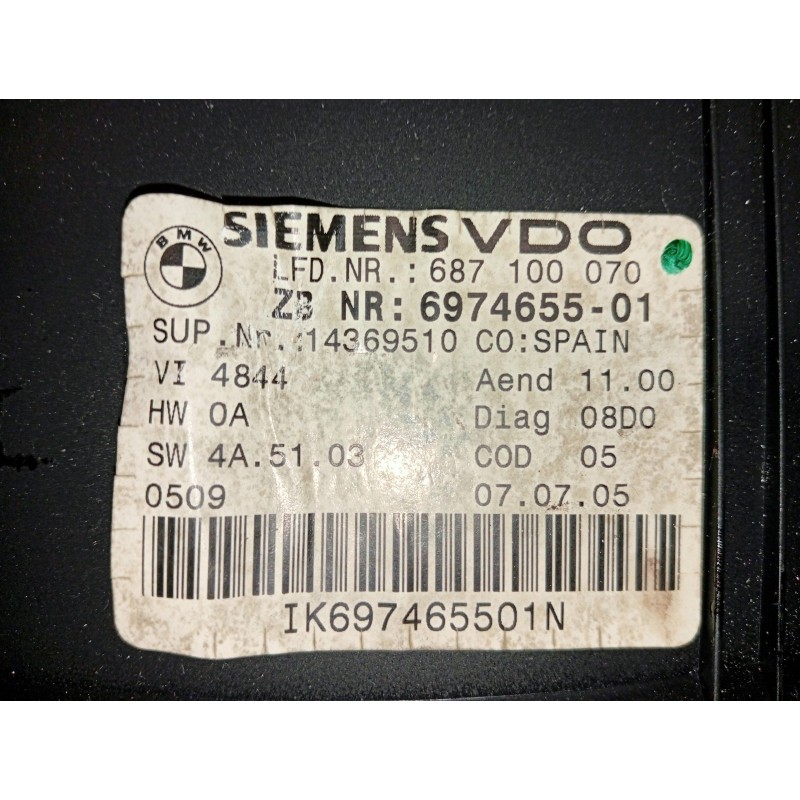 BMW
SIEMENS VDO
LFD.NR.: 687 100 070
ZB NR: 6974655-01
SUP.Nr.:14369510 CO:SPAIN
VI 4844 Aend 11.00
HW 0A Diag 08D0
SW 4A.51.03 COD 05
0509 07.07.05
IK697465501N